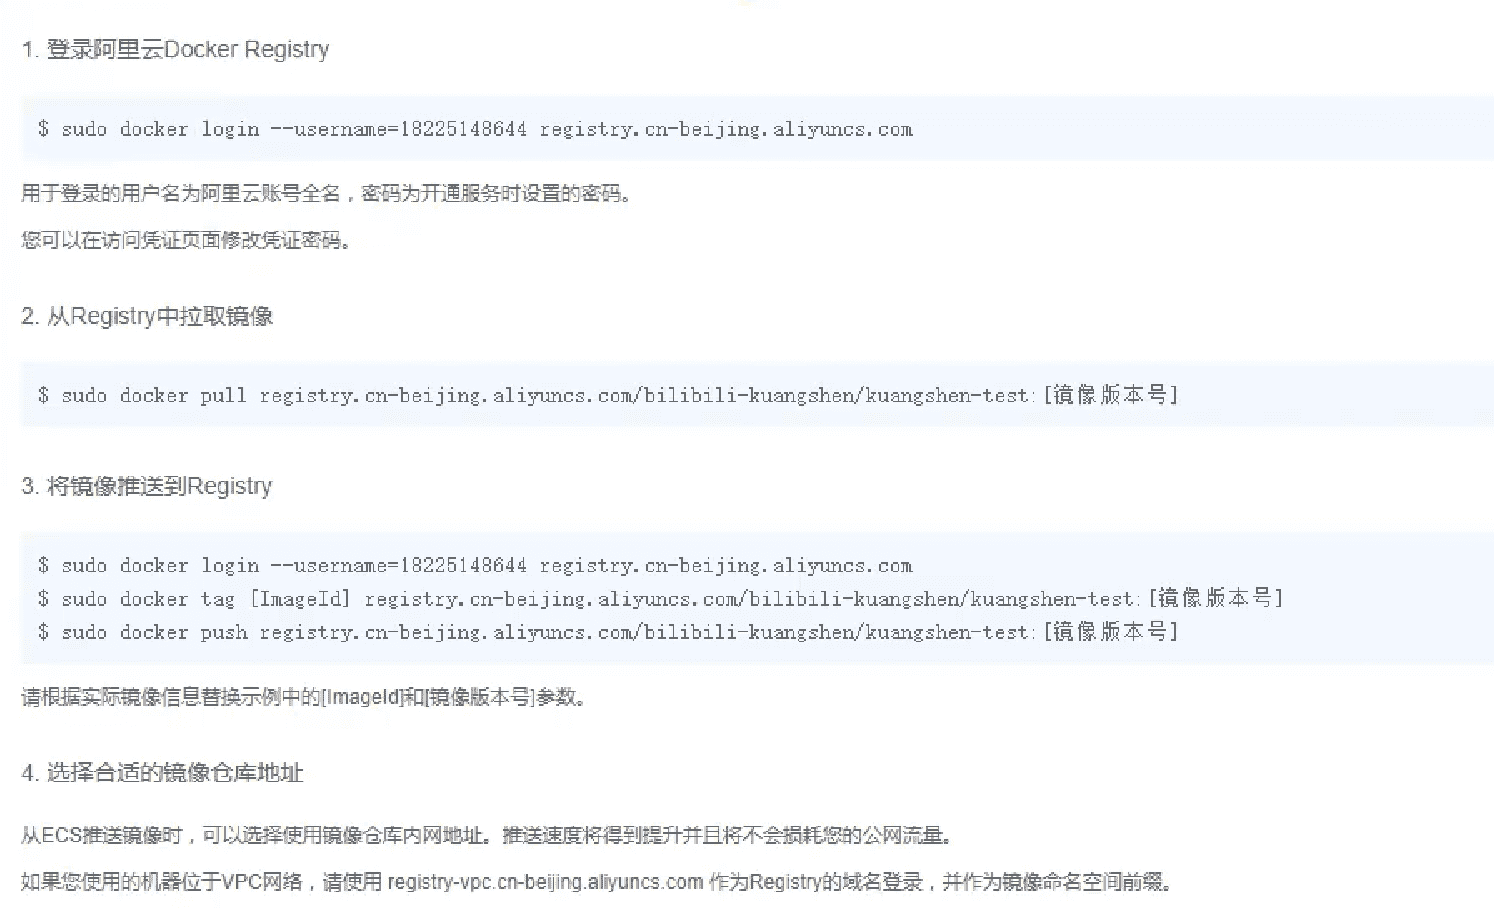 1. 登录阿里云Docker Registry
$ sudo docker login --username=18225148644 registry.cn-beijing.aliyuncs.com
用于登录的用户名为阿里云账号全名，密码为开通服务时设置的密码。
您可以在访问凭证页面修改凭证密码。
2. 从Registry中拉取镜像
$ sudo docker pull registry.cn-beijing.aliyuncs.com/bilibili-kuangshen/kuangshen-test:[镜像版本号]
3. 将镜像推送到Registry
$ sudo docker login --username=18225148644 registry.cn-beijing.aliyuncs.com
$ sudo docker tag [ImageId] registry.cn-beijing.aliyuncs.com/bilibili-kuangshen/kuangshen-test:[镜像版本号]
$ sudo docker push registry.cn-beijing.aliyuncs.com/bilibili-kuangshen/kuangshen-test:[镜像版本号]
请根据实际镜像信息替换示例中的[ImageId]和[镜像版本号]参数。
4. 选择合适的镜像仓库地址
从ECS推送镜像时，可以选择使用镜像仓库内网地址。推送速度将得到提升并且将不会损耗您的公网流量。
如果您使用的机器位于VPC网络，请使用 registry-vpc.cn-beijing.aliyuncs.com 作为Registry的域名登录，并作为镜像命名空间前缀。